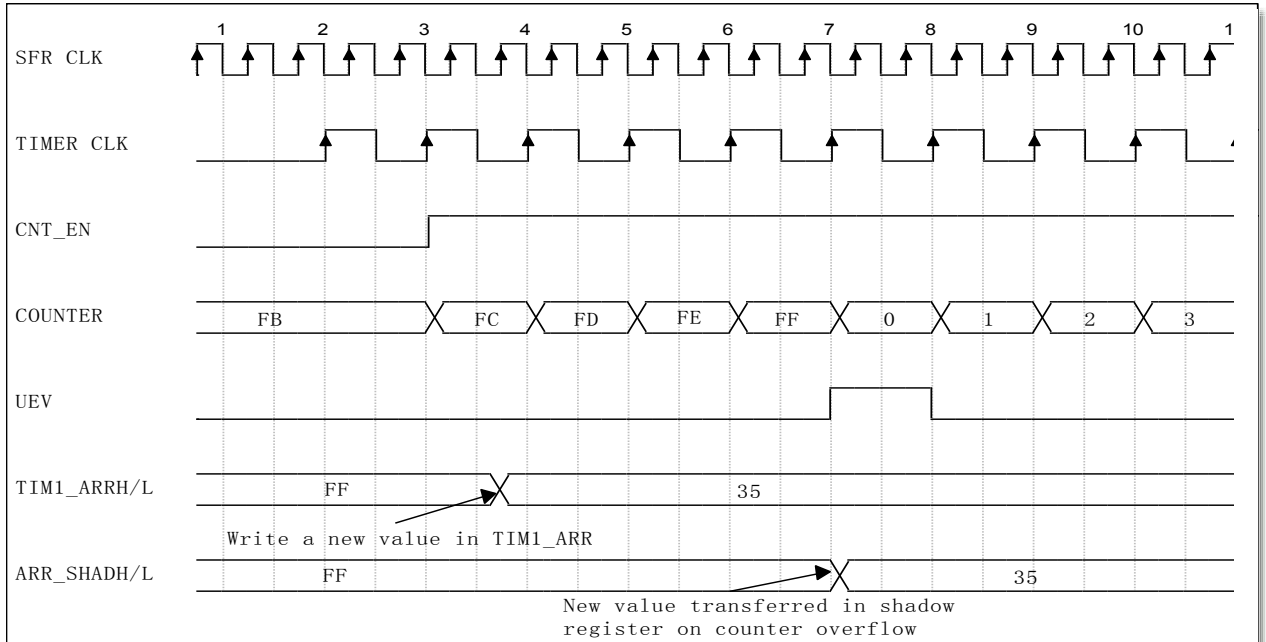 1 2 3 4 5 6 7 8 9 10 1
SFR CLK
TIMER CLK
CNT_EN
COUNTER FB FC FD FE FF 0 1 2 3
UEV
TIM1_ARRH/L FF 35
Write a new value in TIM1_ARR
ARR_SHADH/L FF 35
New value transferred in shadow
register on counter overflow